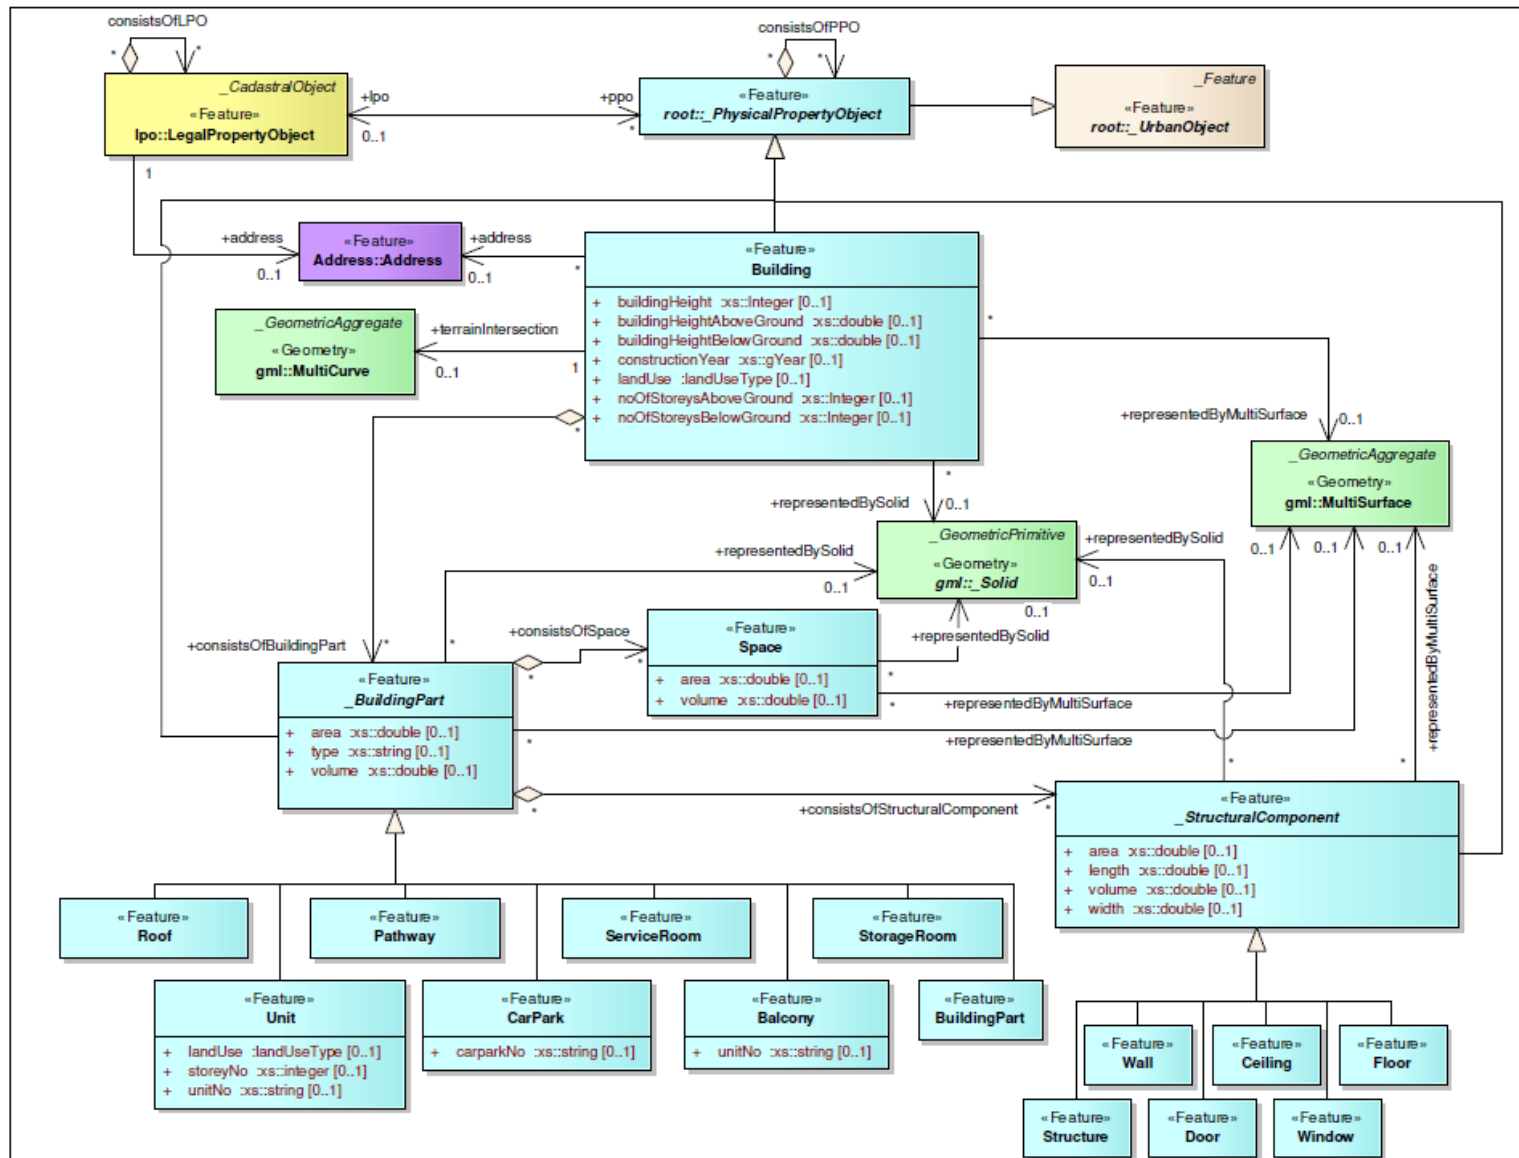 consistsOfLPO
* *
consistsOfPPO
* *
_CadastralObject
«Feature»
lpo::LegalPropertyObject
+lpo
0..1
+ppo
*
«Feature»
root::_PhysicalPropertyObject
_Feature
«Feature»
root::_UrbanObject
1
+address
0..1
«Feature»
Address::Address
+address
0..1
*
«Feature»
Building
+ buildingHeight :xs::Integer [0..1]
+ buildingHeightAboveGround :xs::double [0..1]
+ buildingHeightBelowGround :xs::double [0..1]
+ constructionYear :xs::gYear [0..1]
+ landUse :landUseType [0..1]
+ noOfStoreysAboveGround :xs::Integer [0..1]
+ noOfStoreysBelowGround :xs::Integer [0..1]
_GeometricAggregate
«Geometry»
gml::MultiCurve
+terrainIntersection
0..1
1
*
*
+representedByMultiSurface
0..1
_GeometricAggregate
«Geometry»
gml::MultiSurface
*
+representedBySolid
0..1
_GeometricPrimitive
«Geometry»
gml::_Solid
+representedBySolid
0..1
*
+representedBySolid
0..1
0..1
0..1
0..1
0..1
+consistsOfBuildingPart
*
+consistsOfSpace
*
*
«Feature»
Space
+ area :xs::double [0..1]
+ volume :xs::double [0..1]
+representedBySolid
*
*
+representedByMultiSurface
*
+representedByMultiSurface
+representedByMultiSurface
*
*
«Feature»
_BuildingPart
+ area :xs::double [0..1]
+ type :xs::string [0..1]
+ volume :xs::double [0..1]
*
+consistsOfStructuralComponent
*
«Feature»
_StructuralComponent
+ area :xs::double [0..1]
+ length :xs::double [0..1]
+ volume :xs::double [0..1]
+ width :xs::double [0..1]
«Feature»
Roof
«Feature»
Pathway
«Feature»
ServiceRoom
«Feature»
StorageRoom
«Feature»
Unit
+ landUse :landUseType [0..1]
+ storeyNo :xs::integer [0..1]
+ unitNo :xs::string [0..1]
«Feature»
CarPark
+ carparkNo :xs::string [0..1]
«Feature»
Balcony
+ unitNo :xs::string [0..1]
«Feature»
BuildingPart
«Feature»
Wall
«Feature»
Ceiling
«Feature»
Floor
«Feature»
Structure
«Feature»
Door
«Feature»
Window